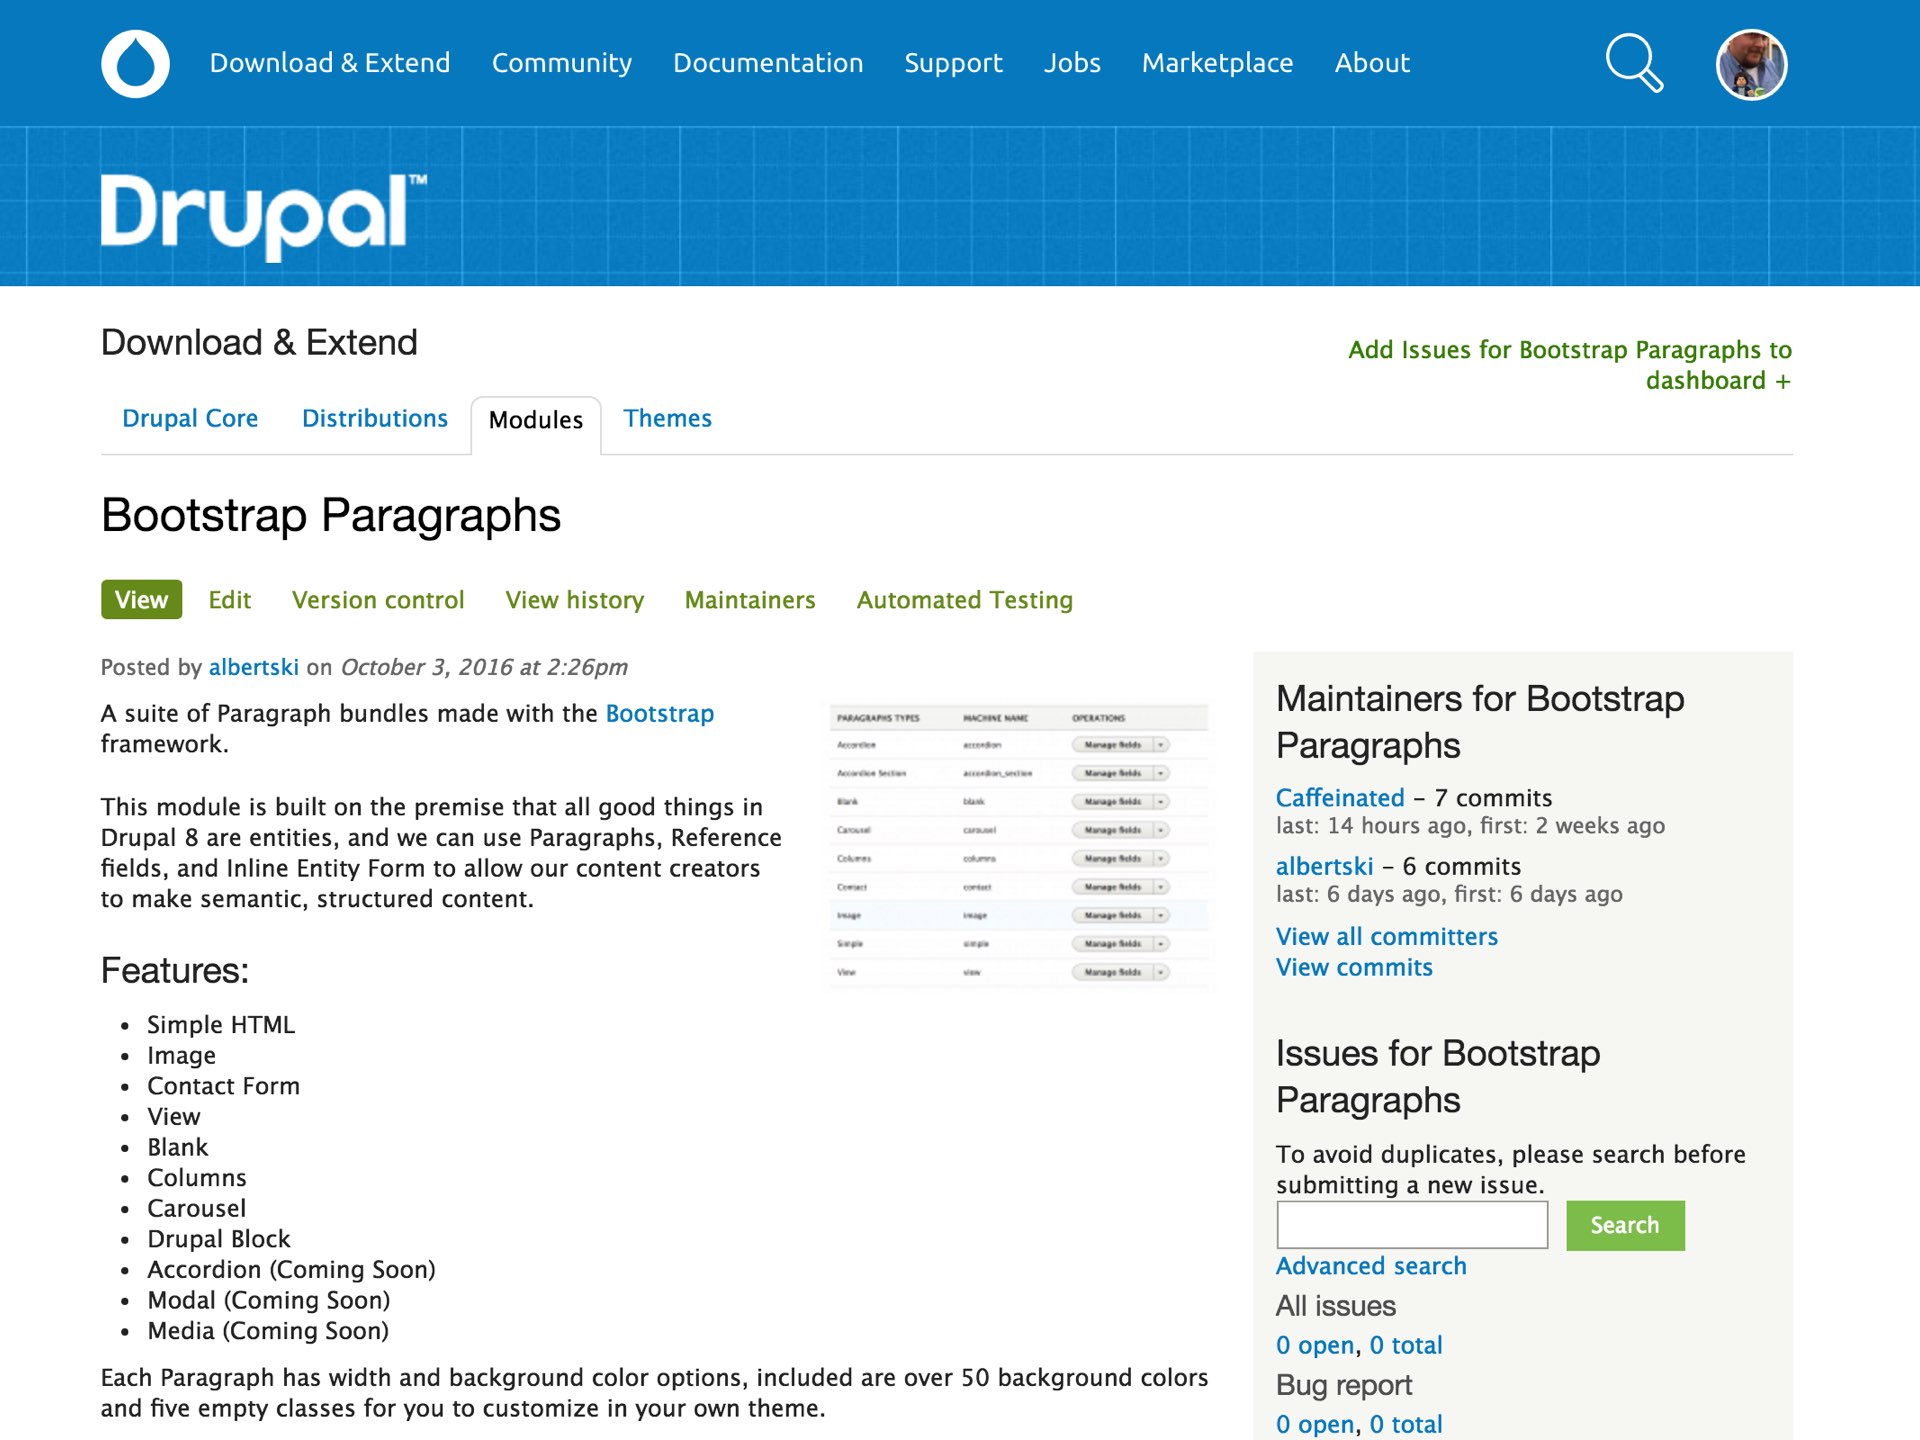 Download & Extend Community Documentation Support Jobs Marketplace About
Drupal™
Download & Extend
Add Issues for Bootstrap Paragraphs to
dashboard +
Drupal Core Distributions Modules Themes
Bootstrap Paragraphs
View Edit Version control View history Maintainers Automated Testing
Posted by albertski on October 3, 2016 at 2:26pm
A suite of Paragraph bundles made with the Bootstrap
framework.
This module is built on the premise that all good things in
Drupal 8 are entities, and we can use Paragraphs, Reference
fields, and Inline Entity Form to allow our content creators
to make semantic, structured content.
PARAGRAPHS TYPES MACHINE NAME OPERATIONS
Accordion accordion Manage fields
Accordion Section accordion_section Manage fields
Blank blank Manage fields
Carousel carousel Manage fields
Columns columns Manage fields
Contact contact Manage fields
Image image Manage fields
Simple simple Manage fields
View view Manage fields
Features:
• Simple HTML
• Image
• Contact Form
• View
• Blank
• Columns
• Carousel
• Drupal Block
• Accordion (Coming Soon)
• Modal (Coming Soon)
• Media (Coming Soon)
Each Paragraph has width and background color options, included are over 50 background colors
and five empty classes for you to customize in your own theme.
Maintainers for Bootstrap
Paragraphs
Caffeinated – 7 commits
last: 14 hours ago, first: 2 weeks ago
albertski – 6 commits
last: 6 days ago, first: 6 days ago
View all committers
View commits
Issues for Bootstrap
Paragraphs
To avoid duplicates, please search before
submitting a new issue.
Search
Advanced search
All issues
0 open, 0 total
Bug report
0 open, 0 total